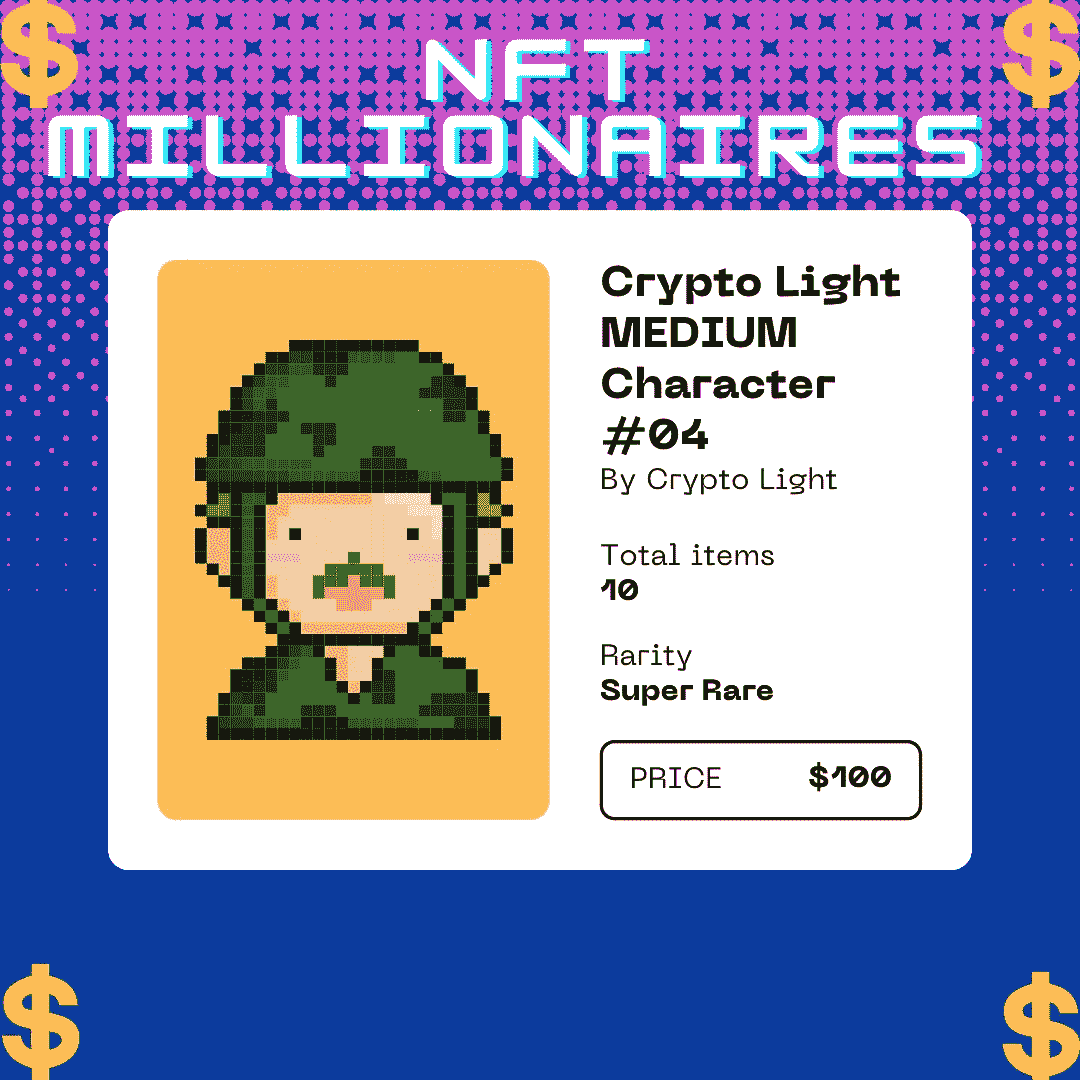 $ $
NFT
MILLIONAIRES
Crypto Light
MEDIUM
Character
#04
By Crypto Light
Total items
10
Rarity
Super Rare
PRICE $100
$ $